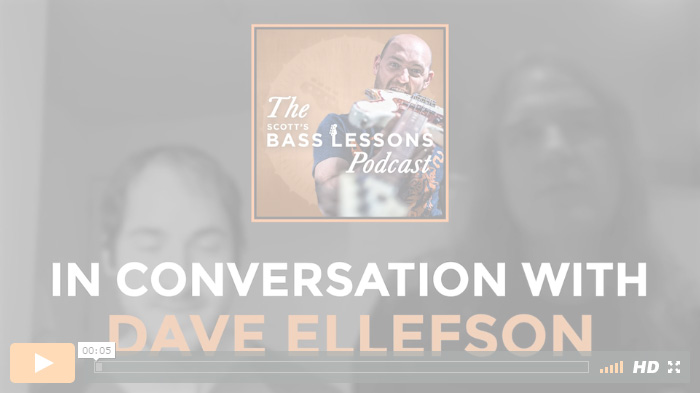 The
SCOTT'S
BASS LESSONS
Podcast
IN CONVERSATION WITH
DAVE ELLEFSON
00:05
HD